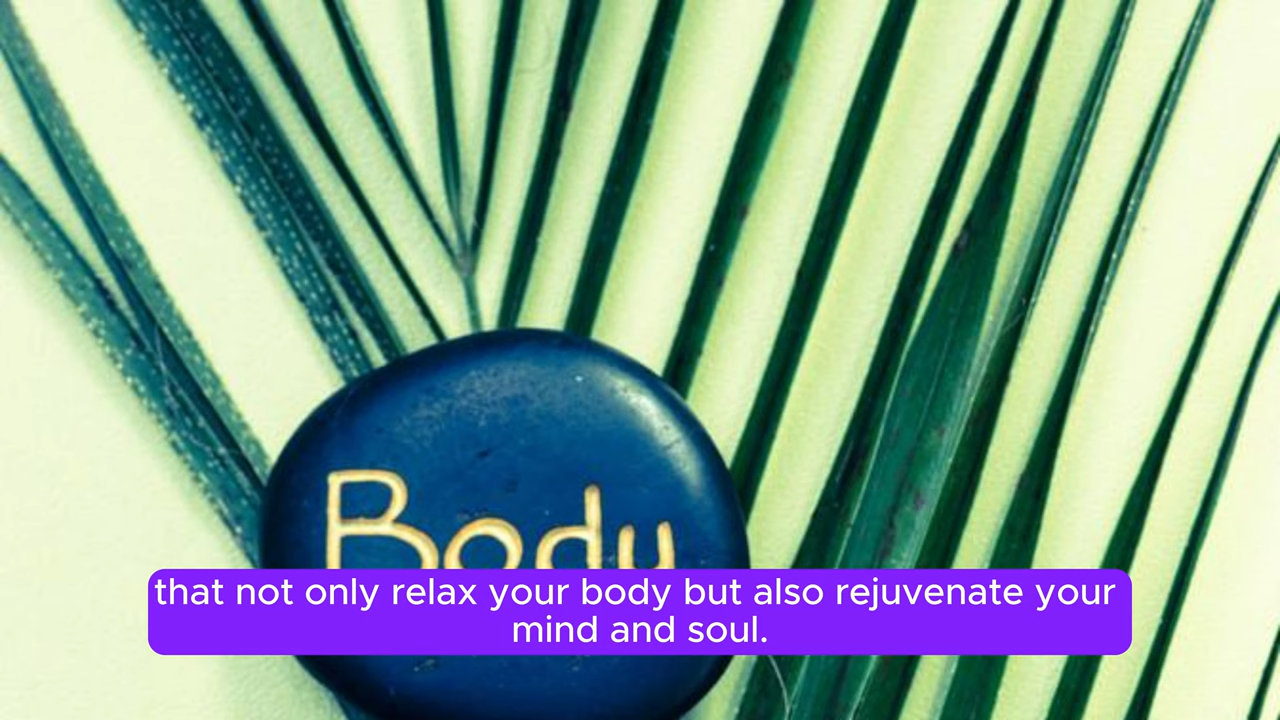 Body
that not only relax your body but also rejuvenate your
mind and soul.